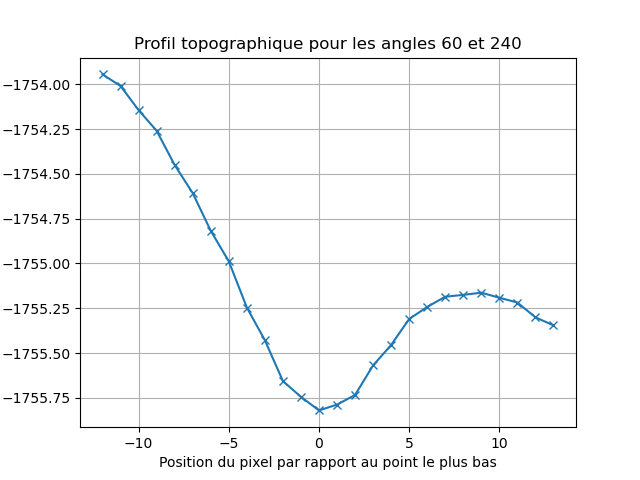 Profil topographique pour les angles 60 et 240
−1754.00
−1754.25
−1754.50
−1754.75
−1755.00
−1755.25
−1755.50
−1755.75
−10 −5 0 5 10
Position du pixel par rapport au point le plus bas